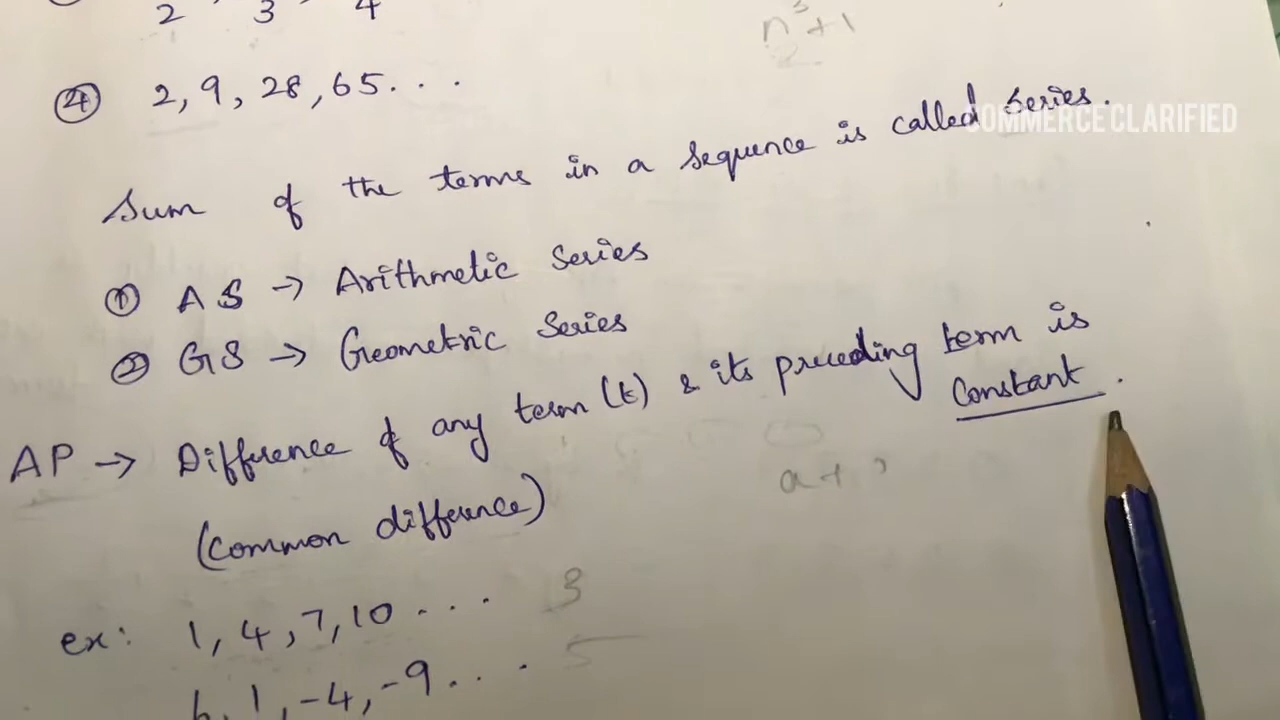 2 3 4
n³+1
④ 2, 9, 28, 65...
COMMERCE CLARIFIED
Sum of the terms in a sequence is called series.
① AS → Arithmetic Series
② GS → Geometric Series
AP → Difference of any term (t) & its preceding term is
constant.
(common difference)
a+
ex: 1, 4, 7, 10... 3
6, 1, -4, -9... 5